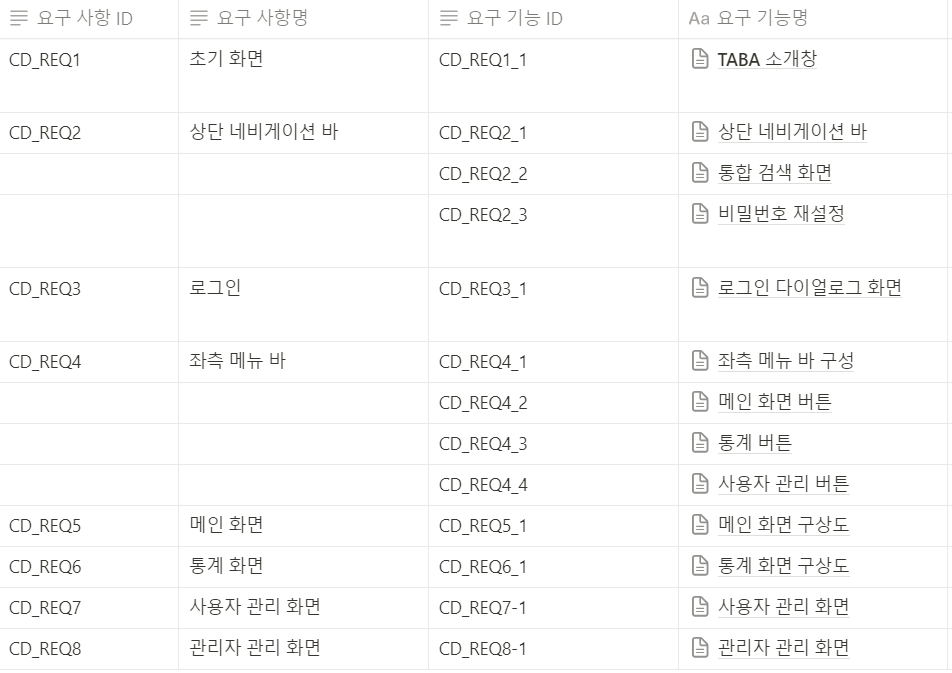 요구 사항 ID 요구 사항명 요구 기능 ID Aa 요구 기능명
CD_REQ1 초기 화면 CD_REQ1_1 TABA 소개창
CD_REQ2 상단 네비게이션 바 CD_REQ2_1 상단 네비게이션 바
CD_REQ2_2 통합 검색 화면
CD_REQ2_3 비밀번호 재설정
CD_REQ3 로그인 CD_REQ3_1 로그인 다이얼로그 화면
CD_REQ4 좌측 메뉴 바 CD_REQ4_1 좌측 메뉴 바 구성
CD_REQ4_2 메인 화면 버튼
CD_REQ4_3 통계 버튼
CD_REQ4_4 사용자 관리 버튼
CD_REQ5 메인 화면 CD_REQ5_1 메인 화면 구상도
CD_REQ6 통계 화면 CD_REQ6_1 통계 화면 구상도
CD_REQ7 사용자 관리 화면 CD_REQ7-1 사용자 관리 화면
CD_REQ8 관리자 관리 화면 CD_REQ8-1 관리자 관리 화면